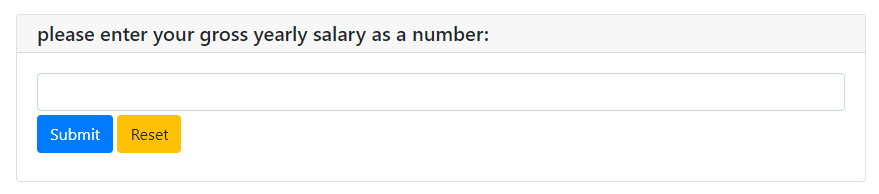 please enter your gross yearly salary as a number:
Submit Reset